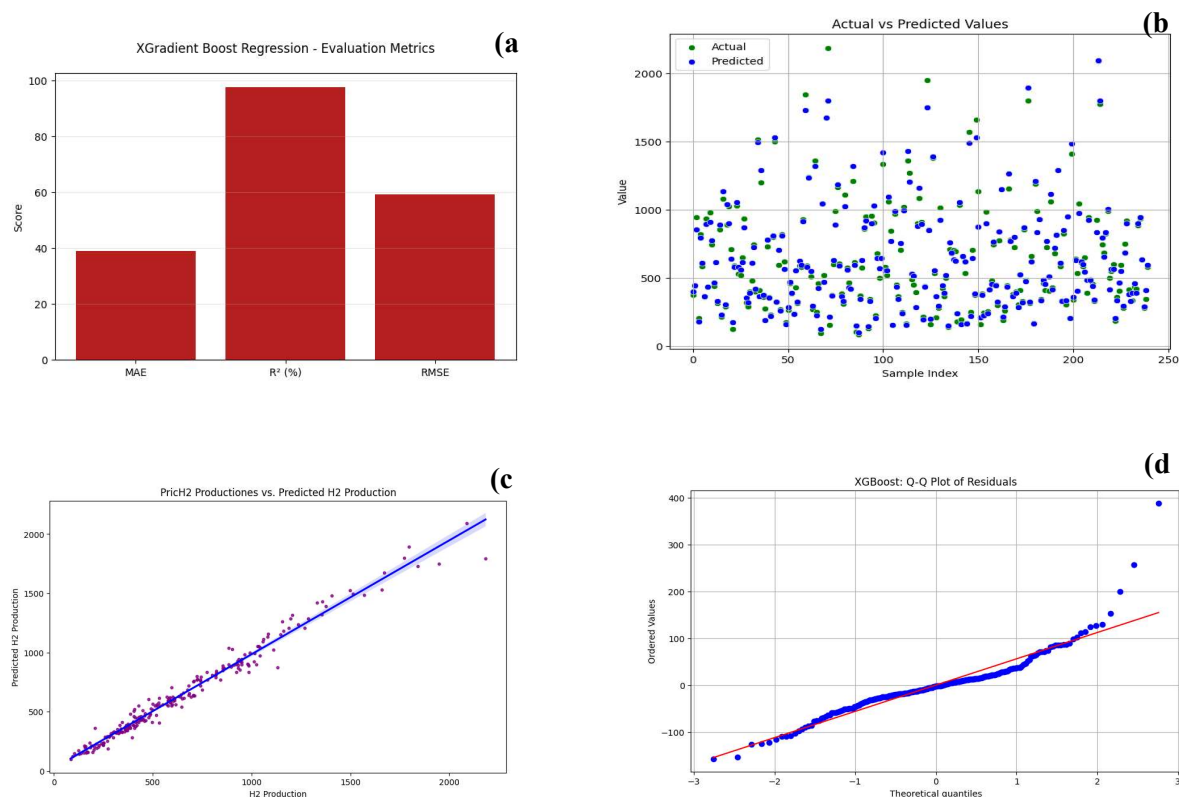 XGradient Boost Regression - Evaluation Metrics
(a
Score
100
80
60
40
20
0
MAE R² (%) RMSE
(b
Actual vs Predicted Values
Actual
Predicted
Value
2000
1500
1000
500
0
0 50 100 150 200 250
Sample Index
(c
PricH2 Productiones vs. Predicted H2 Production
Predicted H2 Production
2000
1500
1000
500
0
500 1000 1500 2000
H2 Production
(d
XGBoost: Q-Q Plot of Residuals
Ordered Values
400
300
200
100
0
−100
−3 −2 −1 0 1 2 3
Theoretical quantiles